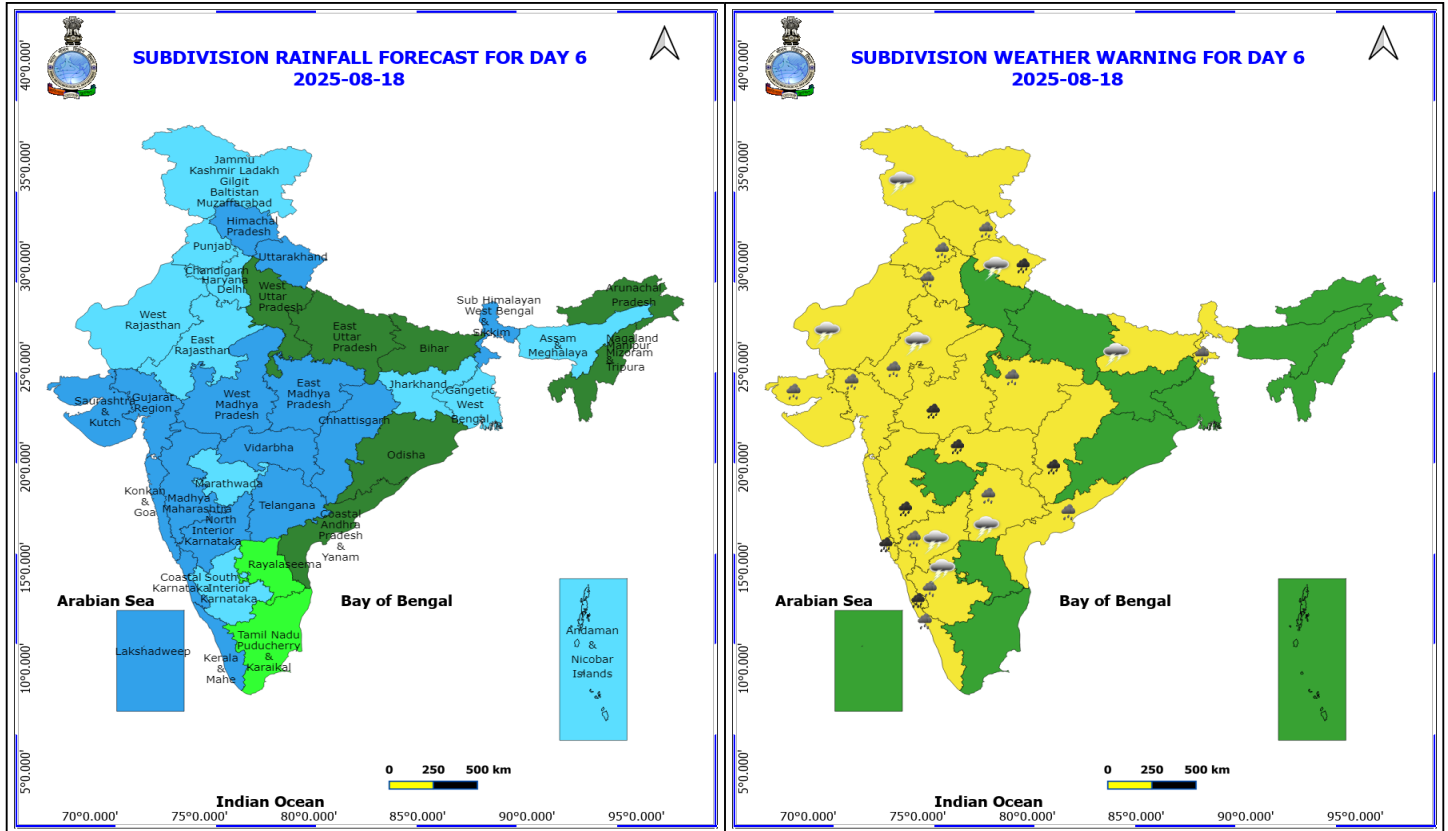 SUBDIVISION RAINFALL FORECAST FOR DAY 6
2025-08-18
40°0.000'
35°0.000'
30°0.000'
25°0.000'
20°0.000'
15°0.000'
10°0.000'
5°0.000'
Jammu
Kashmir Ladakh
Gilgit
Baltistan
Muzaffarabad
Himachal
Pradesh
Punjab
Uttarakhand
Chandigarh
Haryana
Delhi
West
Uttar
Pradesh
West
Rajasthan
East
Rajasthan
East
Uttar
Pradesh
Bihar
Sub Himalayan
West Bengal
&
Sikkim
Arunachal
Pradesh
Assam
&
Meghalaya
Nagaland
Manipur
Mizoram
&
Tripura
Jharkhand
Gangetic
West
Bengal
Saurashtra
&
Kutch
Gujarat
Region
West
Madhya
Pradesh
East
Madhya
Pradesh
Chhattisgarh
Vidarbha
Odisha
Marathwada
Konkan
&
Goa
Madhya
Maharashtra
North
Interior
Karnataka
Telangana
Coastal
Andhra
Pradesh
&
Yanam
Rayalaseema
Coastal
Karnataka
South
Interior
Karnataka
Arabian Sea
Bay of Bengal
Lakshadweep
Kerala
&
Mahe
Tamil Nadu
Puducherry
&
Karaikal
Andaman
&
Nicobar
Islands
0 250 500 km
Indian Ocean
70°0.000' 75°0.000' 80°0.000' 85°0.000' 90°0.000' 95°0.000'
SUBDIVISION WEATHER WARNING FOR DAY 6
2025-08-18
40°0.000'
35°0.000'
30°0.000'
25°0.000'
20°0.000'
15°0.000'
10°0.000'
5°0.000'
Arabian Sea
Bay of Bengal
0 250 500 km
Indian Ocean
70°0.000' 75°0.000' 80°0.000' 85°0.000' 90°0.000' 95°0.000'